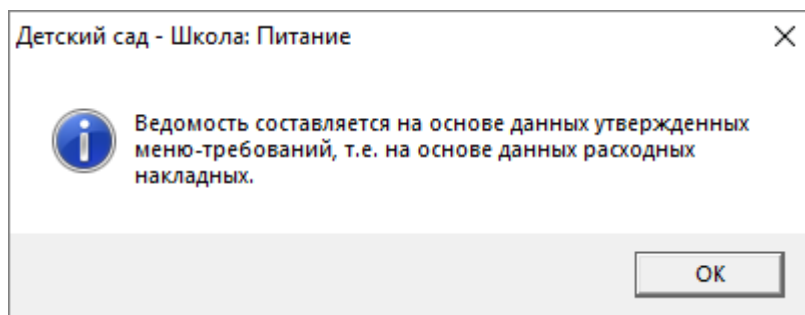 Детский сад - Школа: Питание
Ведомость составляется на основе данных утвержденных
меню-требований, т.е. на основе данных расходных
накладных.
OK